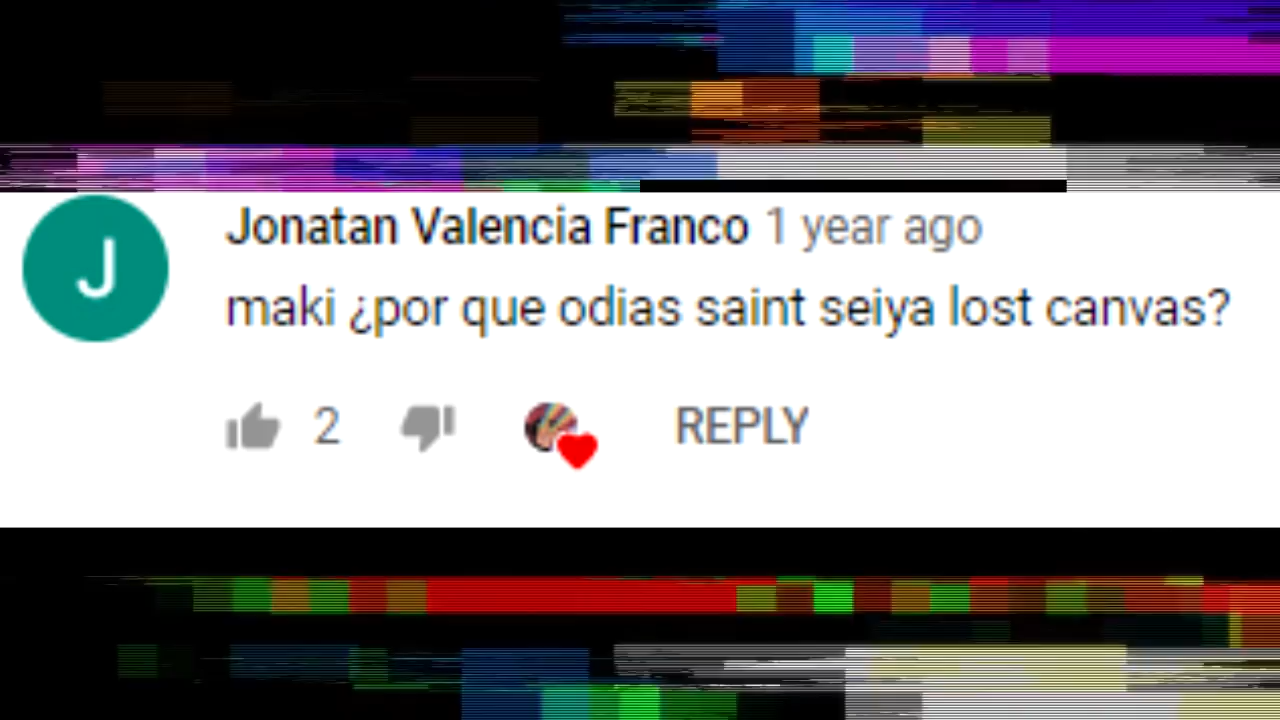 J
Jonatan Valencia Franco 1 year ago
maki ¿por que odias saint seiya lost canvas?
2 REPLY